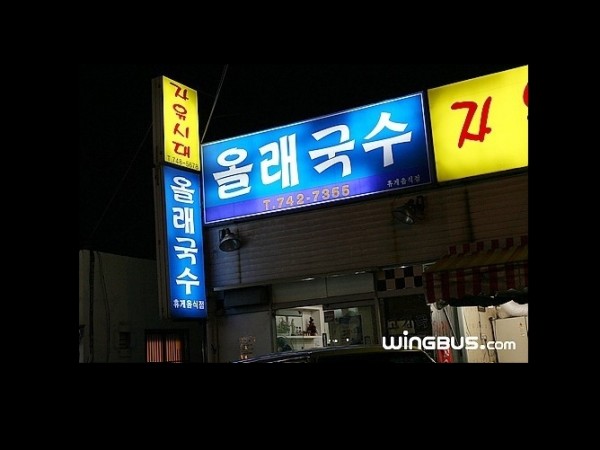 자유시대
올래국수
휴게음식점
올래국수
T.742-7355
휴게음식점
자
WiNGBUS.com